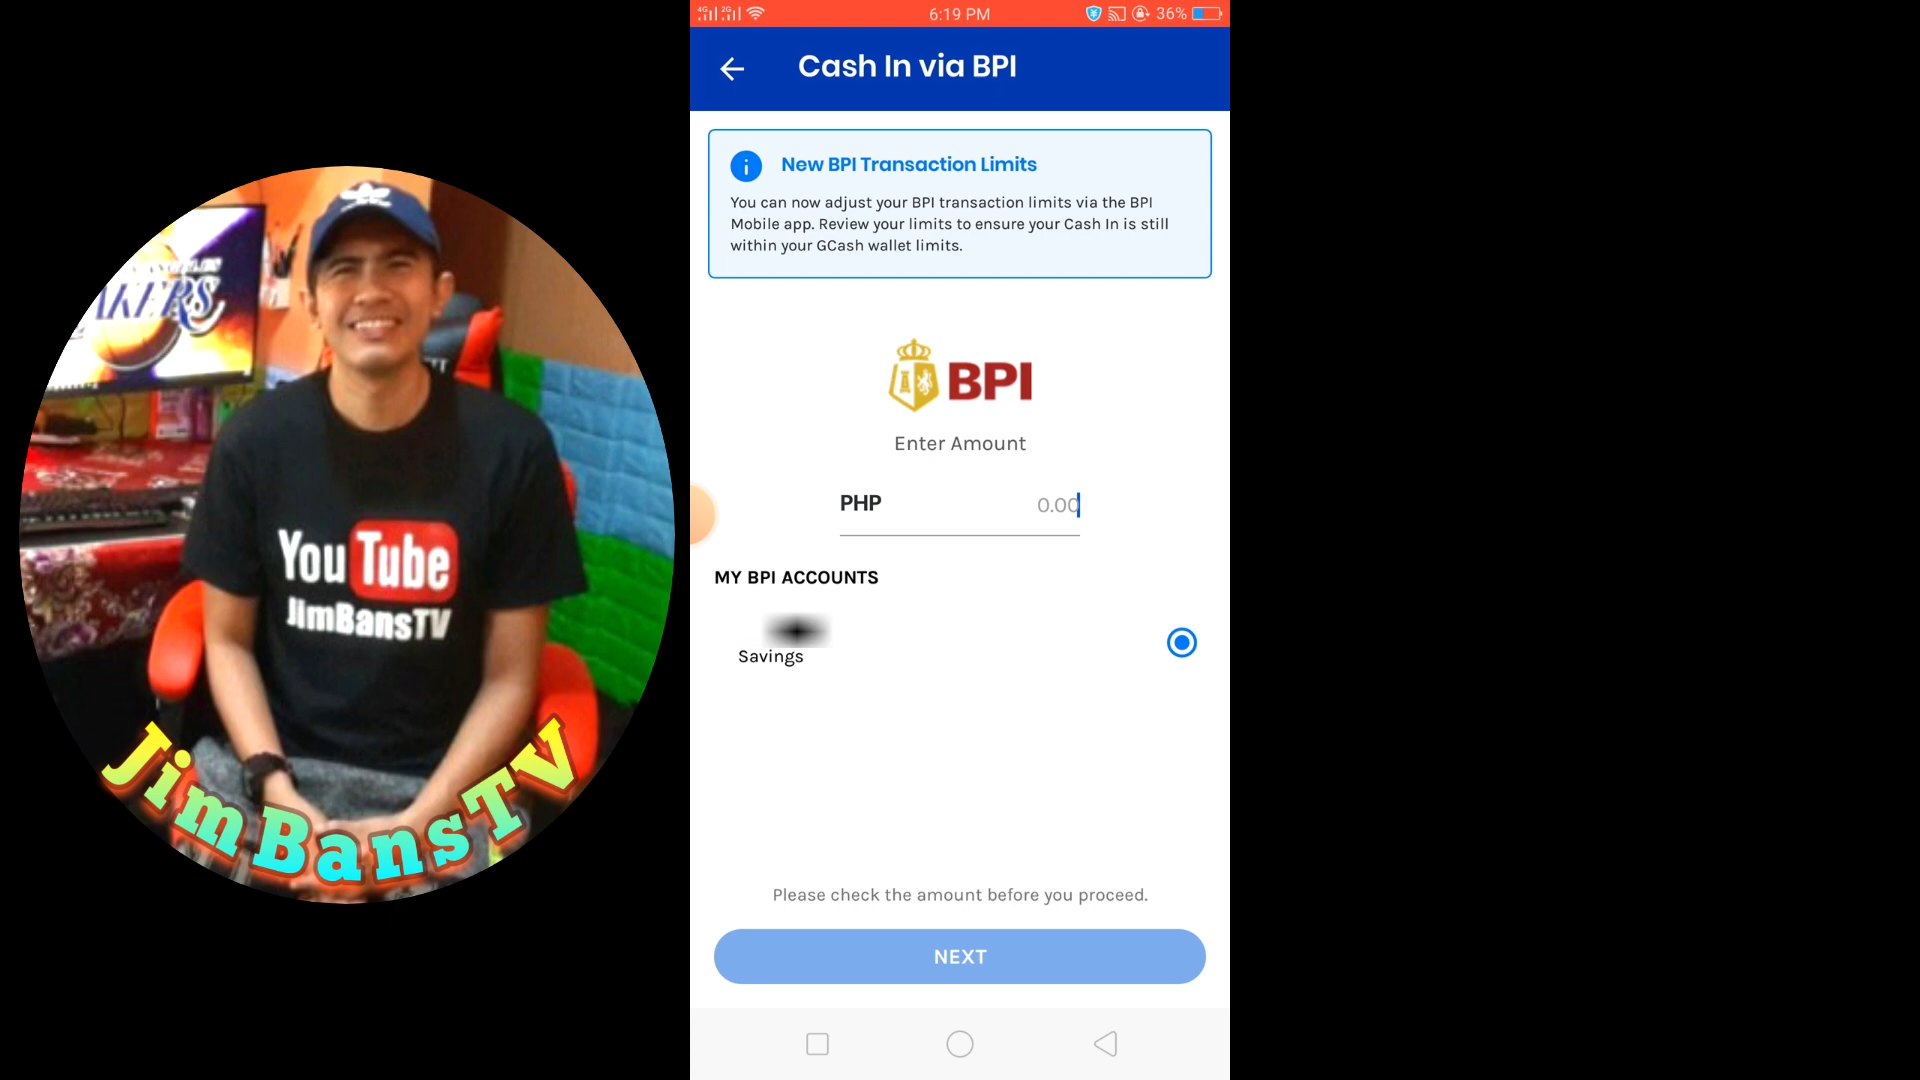 6:19 PM
36%
Cash In via BPI
New BPI Transaction Limits
You can now adjust your BPI transaction limits via the BPI
Mobile app. Review your limits to ensure your Cash In is still
within your GCash wallet limits.
BPI
Enter Amount
PHP 0.00
MY BPI ACCOUNTS
Savings
Please check the amount before you proceed.
NEXT
YouTube
JimBansTV
JimBansTV